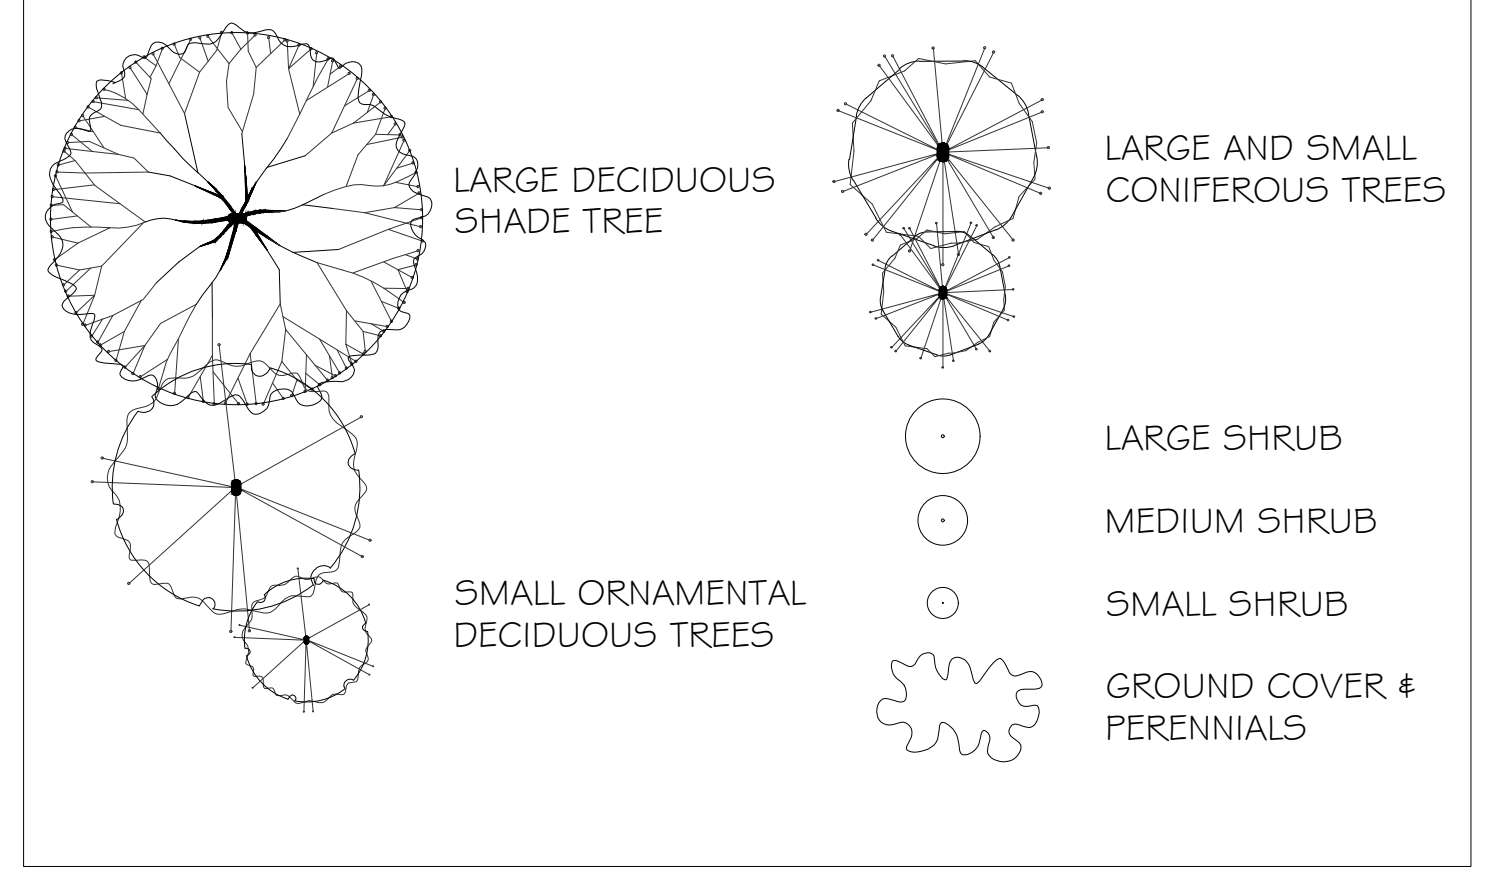 LARGE DECIDUOUS
SHADE TREE
SMALL ORNAMENTAL
DECIDUOUS TREES
LARGE AND SMALL
CONIFEROUS TREES
LARGE SHRUB
MEDIUM SHRUB
SMALL SHRUB
GROUND COVER &
PERENNIALS